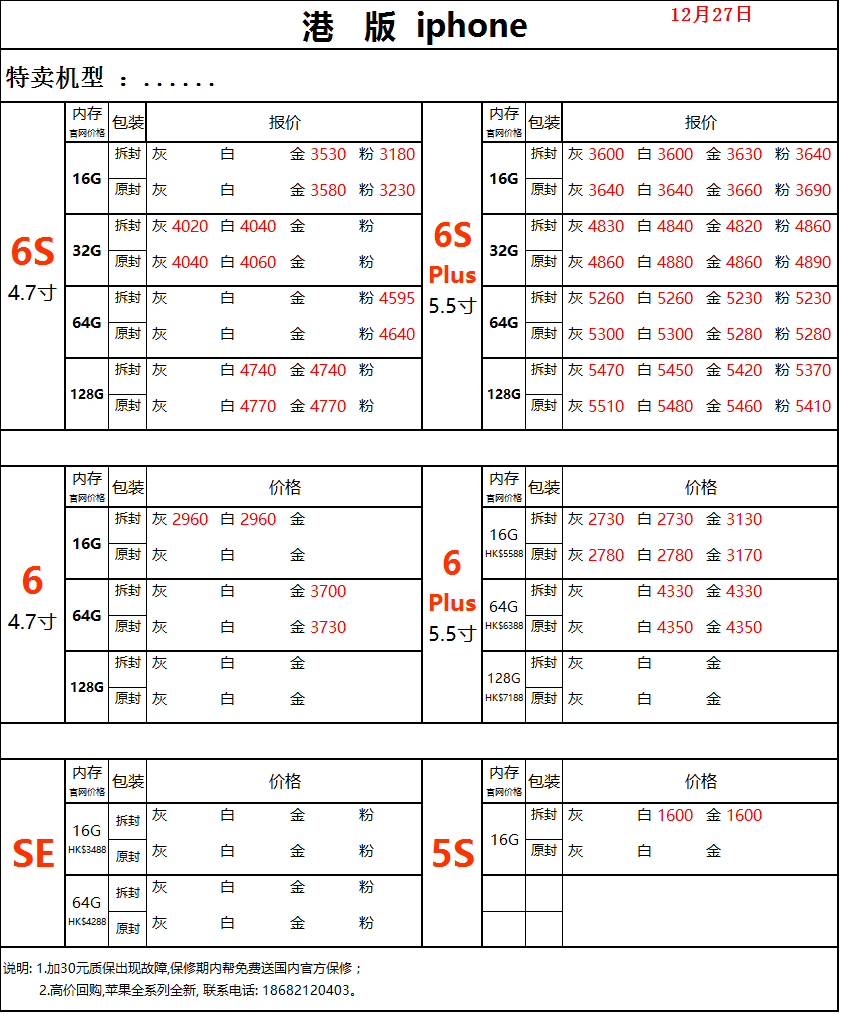 港 版 iphone 12月27日
特卖机型 ：......
内存 官网价格 包装 报价 内存 官网价格 包装 报价
6S 4.7寸 6S Plus 5.5寸
16G 拆封 灰 白 金 3530 粉 3180 16G 拆封 灰 3600 白 3600 金 3630 粉 3640
原封 灰 白 金 3580 粉 3230 原封 灰 3640 白 3640 金 3660 粉 3690
32G 拆封 灰 4020 白 4040 金 粉 32G 拆封 灰 4830 白 4840 金 4820 粉 4860
原封 灰 4040 白 4060 金 粉 原封 灰 4860 白 4880 金 4860 粉 4890
64G 拆封 灰 白 金 粉 4595 64G 拆封 灰 5260 白 5260 金 5230 粉 5230
原封 灰 白 金 粉 4640 原封 灰 5300 白 5300 金 5280 粉 5280
128G 拆封 灰 白 4740 金 4740 粉 128G 拆封 灰 5470 白 5450 金 5420 粉 5370
原封 灰 白 4770 金 4770 粉 原封 灰 5510 白 5480 金 5460 粉 5410
内存 官网价格 包装 价格 内存 官网价格 包装 价格
6 4.7寸 6 Plus 5.5寸
16G 拆封 灰 2960 白 2960 金 16G HK$5588 拆封 灰 2730 白 2730 金 3130
原封 灰 白 金 原封 灰 2780 白 2780 金 3170
64G 拆封 灰 白 金 3700 64G HK$6388 拆封 灰 白 4330 金 4330
原封 灰 白 金 3730 原封 灰 白 4350 金 4350
128G 拆封 灰 白 金 128G HK$7188 拆封 灰 白 金
原封 灰 白 金 原封 灰 白 金
内存 官网价格 包装 价格 内存 官网价格 包装 价格
SE 5S
16G HK$3488 拆封 灰 白 金 粉 16G 拆封 灰 白 1600 金 1600
原封 灰 白 金 粉 原封 灰 白 金
64G HK$4288 拆封 灰 白 金 粉
原封 灰 白 金 粉
说明: 1.加30元质保出现故障,保修期内帮免费送国内官方保修；
2.高价回购,苹果全系列全新, 联系电话: 18682120403。